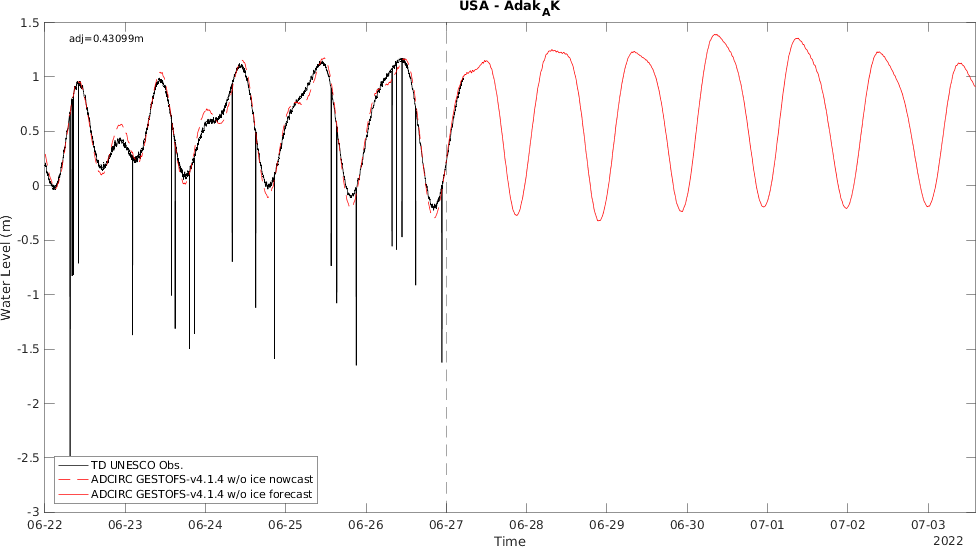 USA - Adak_AK
adj=0.43099m
1.5
1
0.5
0
-0.5
-1
-1.5
-2
-2.5
-3
Water Level (m)
TD UNESCO Obs.
ADCIRC GESTOFS-v4.1.4 w/o ice nowcast
ADCIRC GESTOFS-v4.1.4 w/o ice forecast
06-22 06-23 06-24 06-25 06-26 06-27 06-28 06-29 06-30 07-01 07-02 07-03
Time
2022